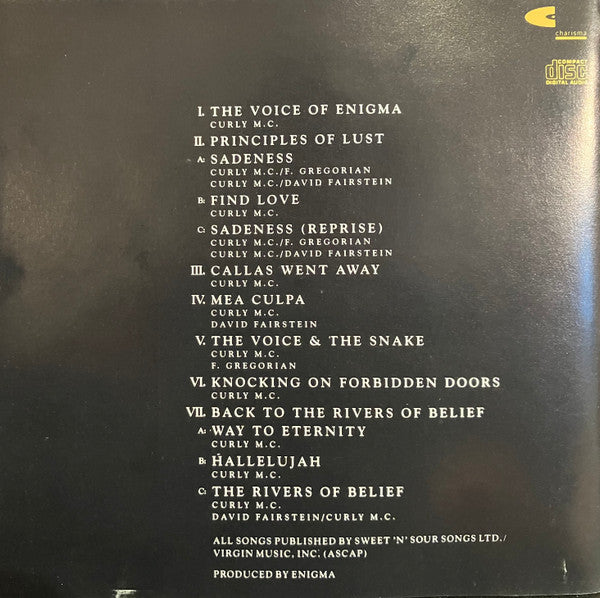 charisma
COMPACT
disc
DIGITAL AUDIO
I. THE VOICE OF ENIGMA
CURLY M.C.
II. PRINCIPLES OF LUST
A: SADENESS
CURLY M.C./F. GREGORIAN
CURLY M.C./DAVID FAIRSTEIN
B: FIND LOVE
CURLY M.C.
C: SADENESS (REPRISE)
CURLY M.C./F. GREGORIAN
CURLY M.C./DAVID FAIRSTEIN
III. CALLAS WENT AWAY
CURLY M.C.
IV. MEA CULPA
CURLY M.C.
DAVID FAIRSTEIN
V. THE VOICE & THE SNAKE
CURLY M.C.
F. GREGORIAN
VI. KNOCKING ON FORBIDDEN DOORS
CURLY M.C.
VII. BACK TO THE RIVERS OF BELIEF
A: WAY TO ETERNITY
CURLY M.C.
B: HALLELUJAH
CURLY M.C.
C: THE RIVERS OF BELIEF
CURLY M.C.
DAVID FAIRSTEIN/CURLY M.C.
ALL SONGS PUBLISHED BY SWEET 'N' SOUR SONGS LTD./
VIRGIN MUSIC, INC. (ASCAP)
PRODUCED BY ENIGMA